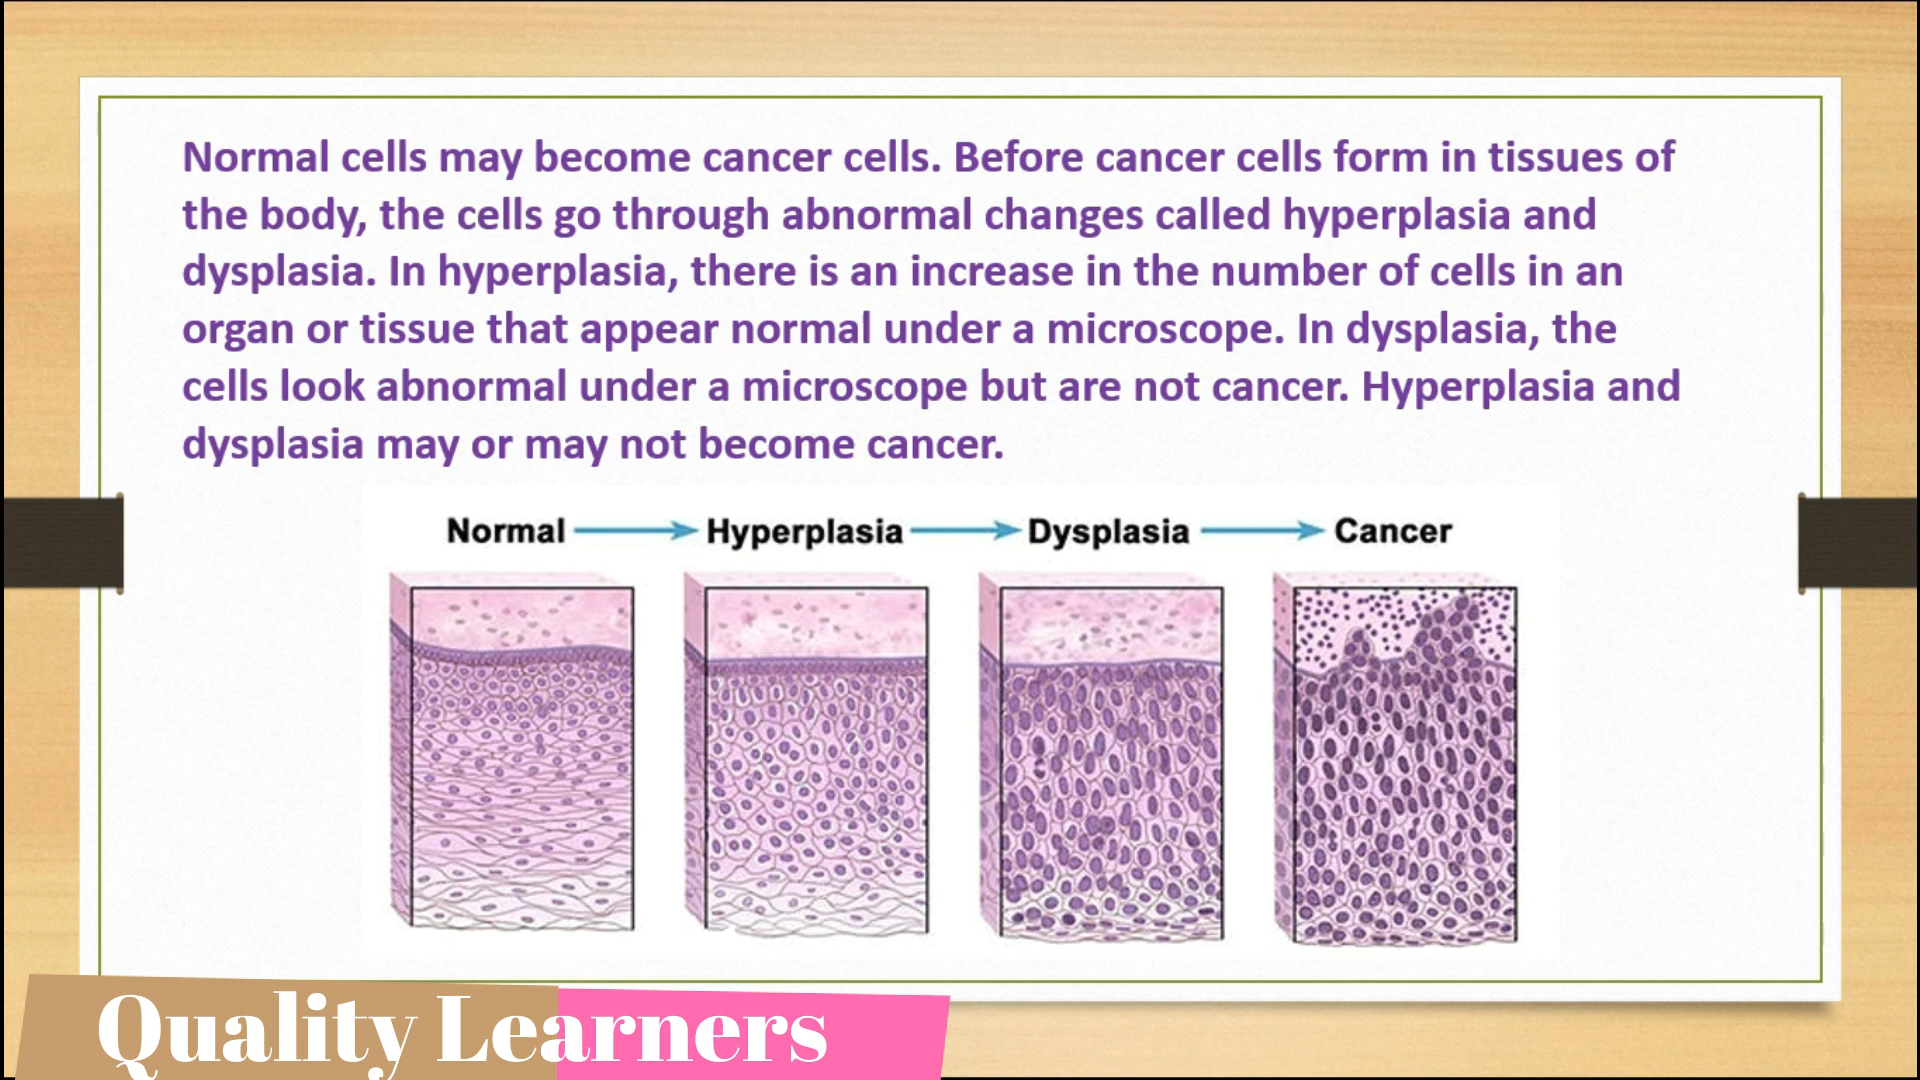 Normal cells may become cancer cells. Before cancer cells form in tissues of
the body, the cells go through abnormal changes called hyperplasia and
dysplasia. In hyperplasia, there is an increase in the number of cells in an
organ or tissue that appear normal under a microscope. In dysplasia, the
cells look abnormal under a microscope but are not cancer. Hyperplasia and
dysplasia may or may not become cancer.
Normal Hyperplasia Dysplasia Cancer
Quality Learners